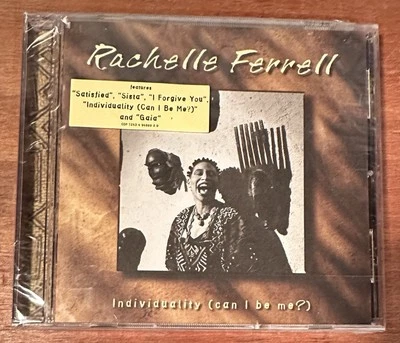 Rachelle Ferrell
features
"Satisfied", "Sista", "I Forgive You",
"Individuality (Can I Be Me?)"
and "Gaia"
Individuality (can I be me?)